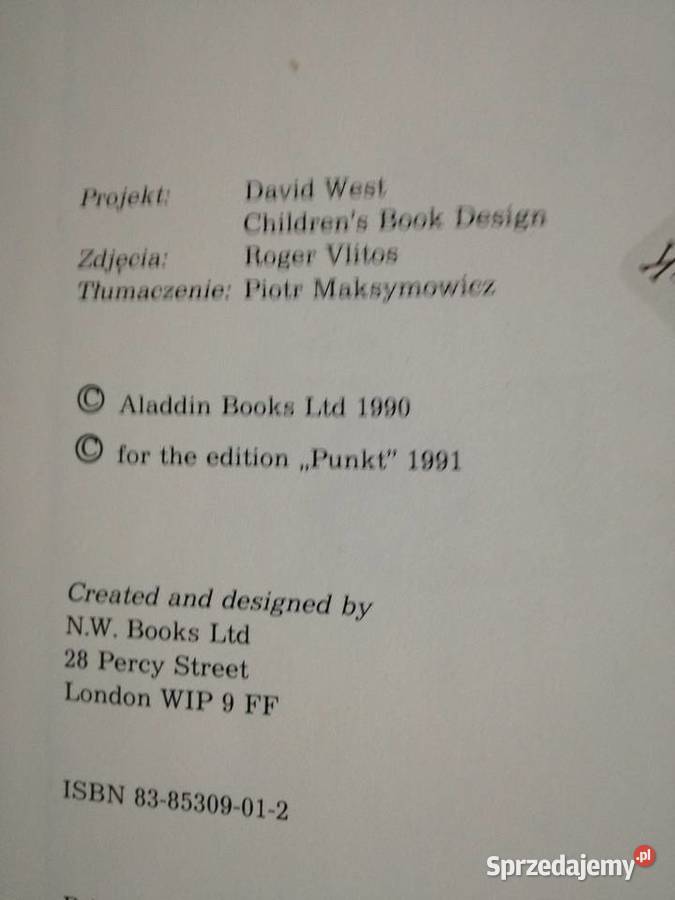 Projekt: David West
Children's Book Design
Zdjęcia: Roger Vlitos
Tłumaczenie: Piotr Maksymowicz
© Aladdin Books Ltd 1990
© for the edition „Punkt” 1991
Created and designed by
N.W. Books Ltd
28 Percy Street
London WIP 9 FF
ISBN 83-85309-01-2
Sprzedajemy.pl